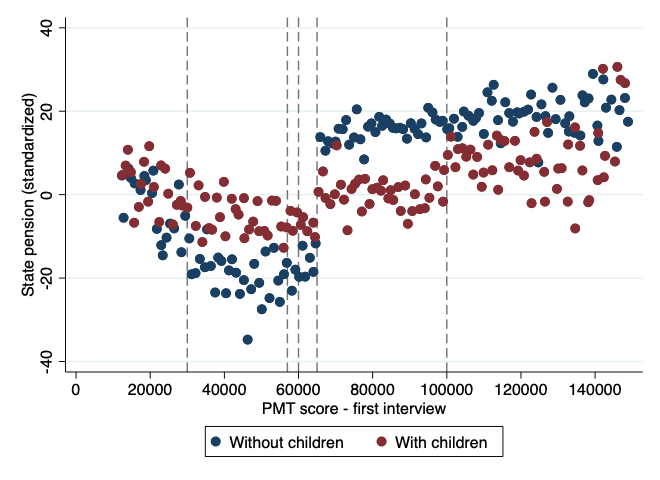 40
20
0
-20
-40
State pension (standardized)
0 20000 40000 60000 80000 100000 120000 140000
PMT score - first interview
Without children With children